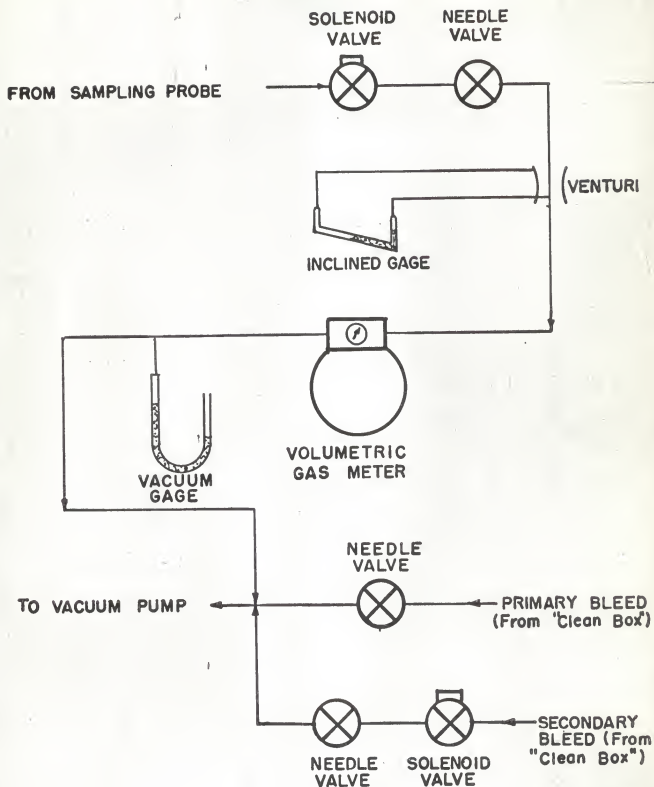 SOLENOID
VALVE
NEEDLE
VALVE
FROM SAMPLING PROBE
VENTURI
INCLINED GAGE
VOLUMETRIC
GAS METER
VACUUM
GAGE
NEEDLE
VALVE
TO VACUUM PUMP
PRIMARY BLEED
(From "Clean Box")
SECONDARY
BLEED (From
"Clean Box")
NEEDLE
VALVE
SOLENOID
VALVE